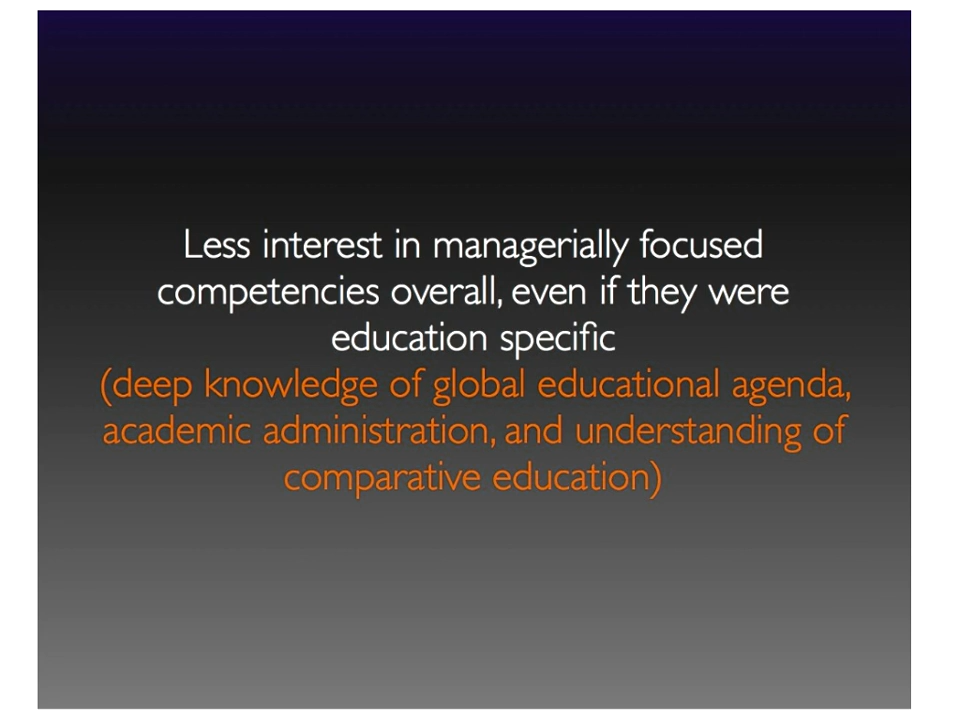 Less interest in managerially focused
competencies overall, even if they were
education specific
(deep knowledge of global educational agenda,
academic administration, and understanding of
comparative education)